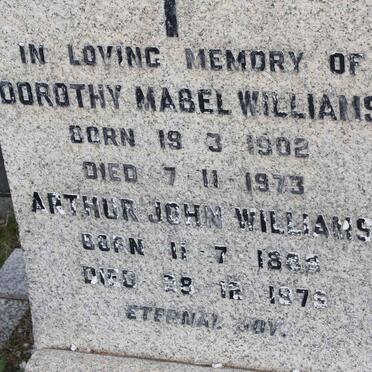 IN LOVING MEMORY OF
DOROTHY MABEL WILLIAMS
BORN 19 3 1902
DIED 7-11-1973
ARTHUR JOHN WILLIAMS
BORN 11-7
DIED 28 12
ETERNAL JOY.